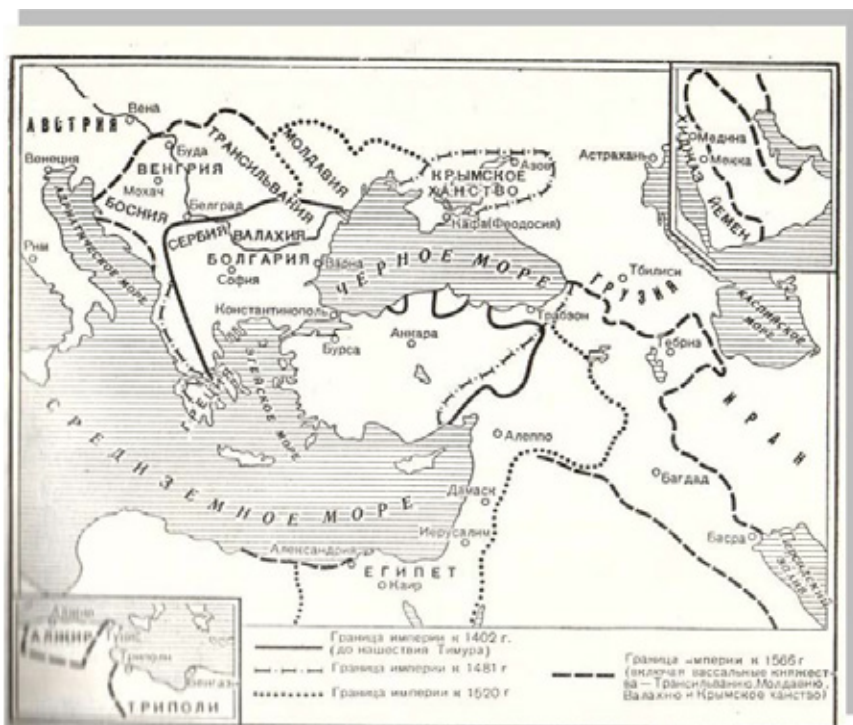 АВСТРИЯ
Вена
Буда
Венеция
ВЕНГРИЯ
Мохач
ТРАНСИЛЬВАНИЯ
МОЛДАВИЯ
БОСНИЯ
Белград
АДРИАТИЧЕСКОЕ МОРЕ
СЕРБИЯ
ВАЛАХИЯ
БОЛГАРИЯ
София
Варна
КРЫМСКОЕ
ХАНСТВО
Азов
Кафа (Феодосия)
Астрахань
ХИДЖАЗ
Медина
Мекка
ЙЕМЕН
ЧЕРНОЕ МОРЕ
ГРУЗИЯ
Тбилиси
КАСПИЙСКОЕ
МОРЕ
Константинополь
Бурса
Анкара
Трабзон
ЭГЕЙСКОЕ МОРЕ
ИРАН
СРЕДИЗЕМНОЕ МОРЕ
Алеппо
Дамаск
Иерусалим
Багдад
Басра
Персидский
залив
Александрия
ЕГИПЕТ
Каир
АЛЖИР
Тунис
Триполи
ТРИПОЛИ
Граница империи к 1402 г.
(до нашествия Тимура)
Граница империи к 1481 г
Граница империи к 1520 г
Граница империи к 1566 г
(включая вассальные княжест-
ва — Трансильванию, Молдавию,
Валахию и Крымское ханство)